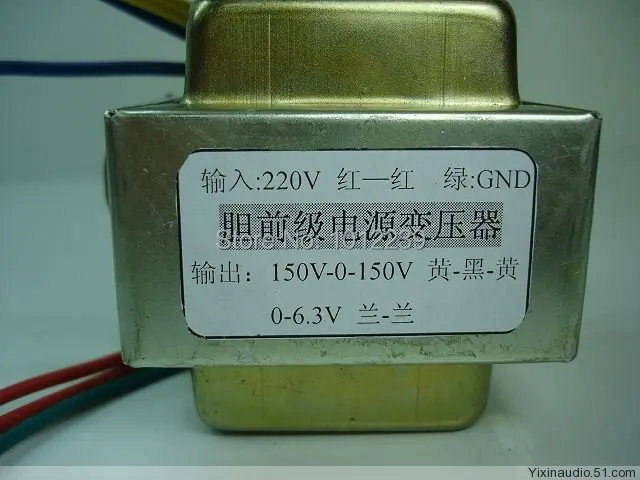 输入:220V 红—红 绿:GND
胆前级电源变压器
输出: 150V-0-150V 黄-黑-黄
0-6.3V 兰-兰
Yixinaudio.51.com